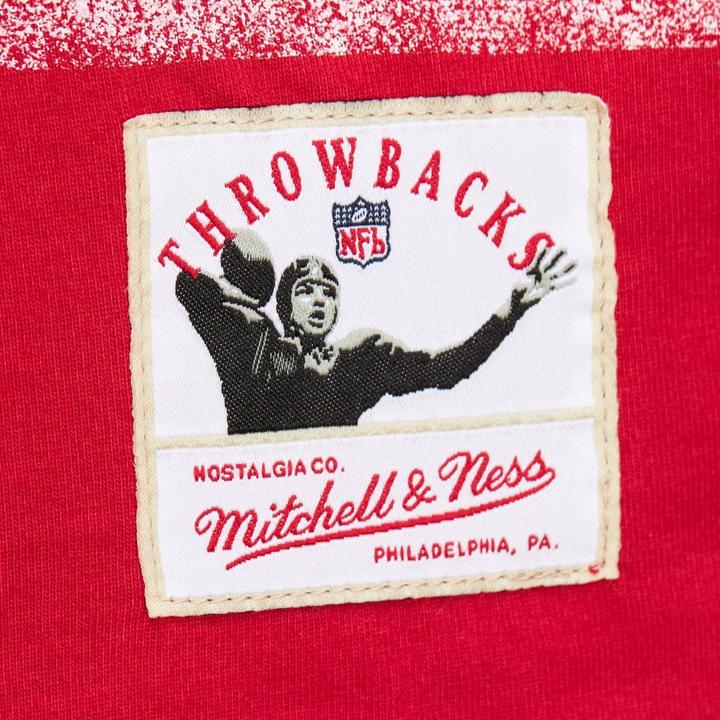 THROWBACKS
NFL
NOSTALGIA CO.
Mitchell & Ness
PHILADELPHIA, PA.